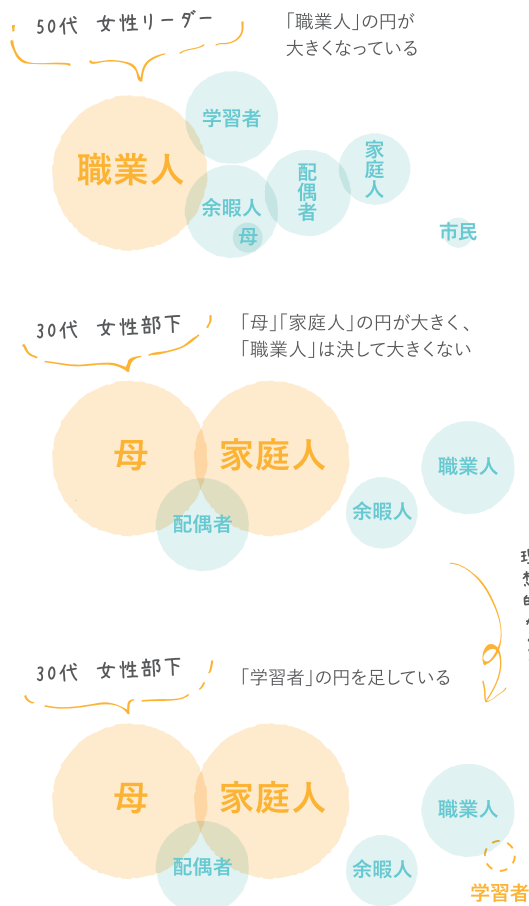 50代 女性リーダー
「職業人」の円が
大きくなっている
学習者
職業人
家庭人
配偶者
余暇人
母
市民
30代 女性部下
「母」「家庭人」の円が大きく、
「職業人」は決して大きくない
母
家庭人
職業人
余暇人
配偶者
30代 女性部下
「学習者」の円を足している
母
家庭人
職業人
配偶者
余暇人
学習者